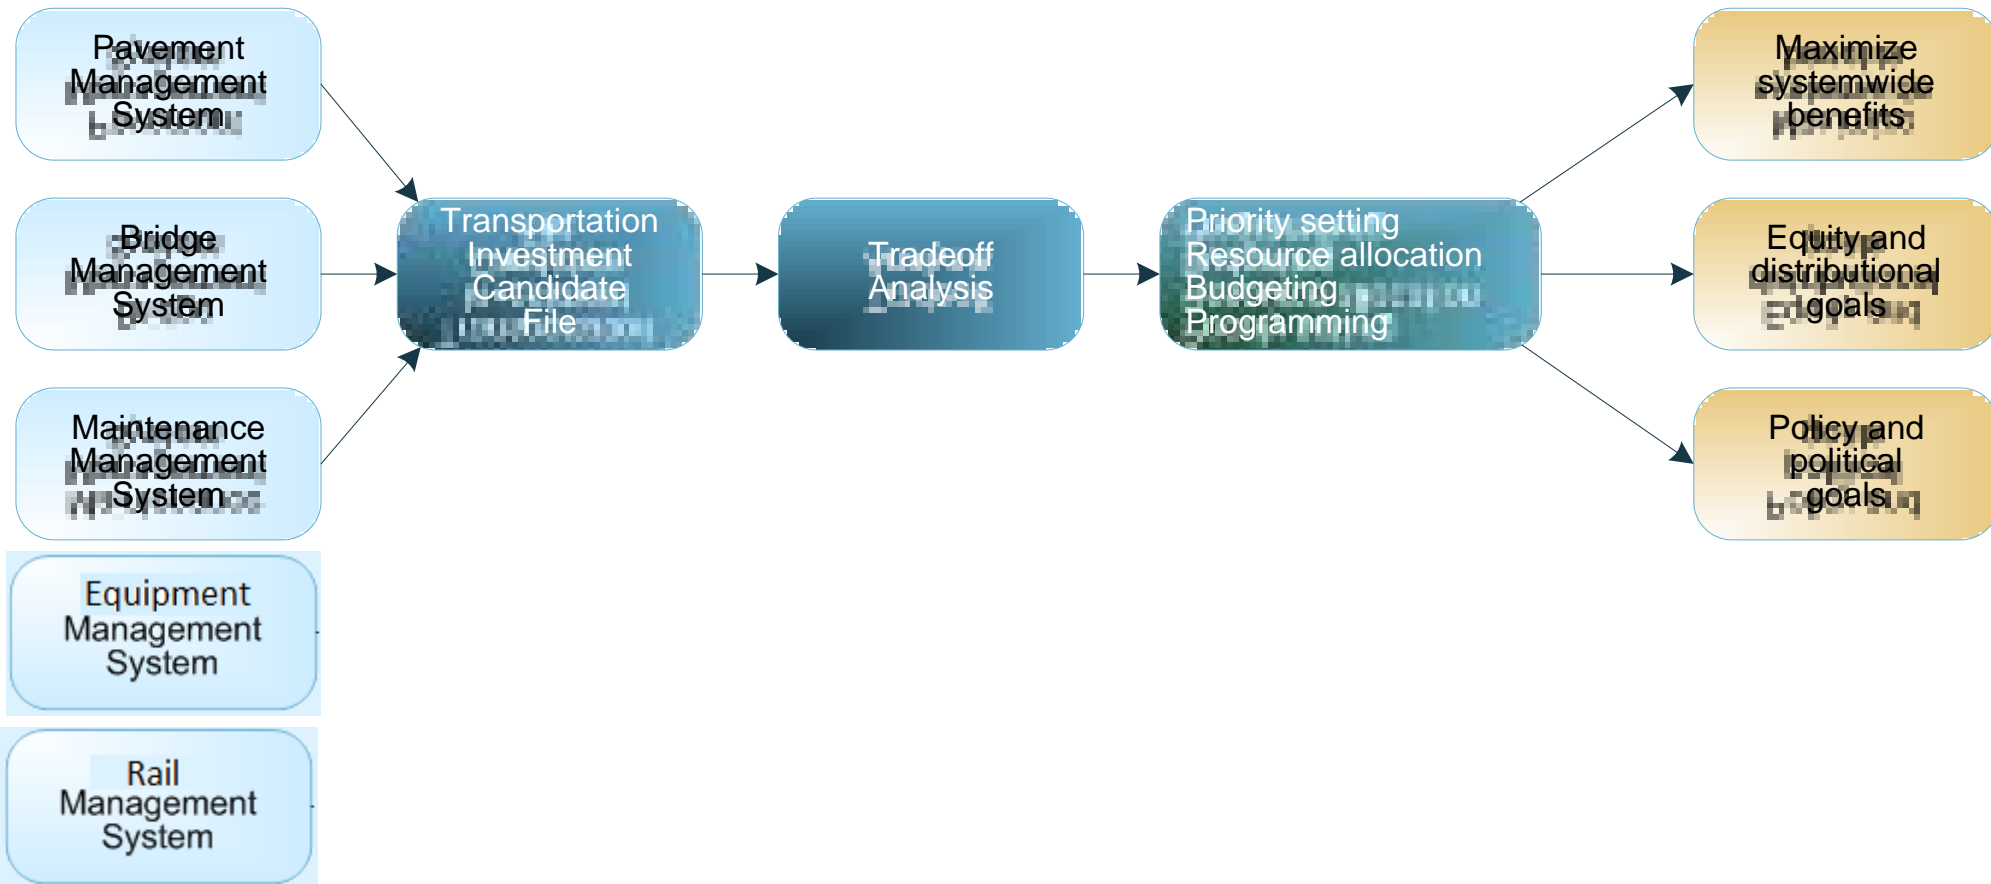 Pavement
Management
System
Bridge
Management
System
Maintenance
Management
System
Equipment
Management
System
Rail
Management
System
Transportation
Investment
Candidate
File
Tradeoff
Analysis
Priority setting
Resource allocation
Budgeting
Programming
Maximize
systemwide
benefits
Equity and
distributional
goals
Policy and
political
goals